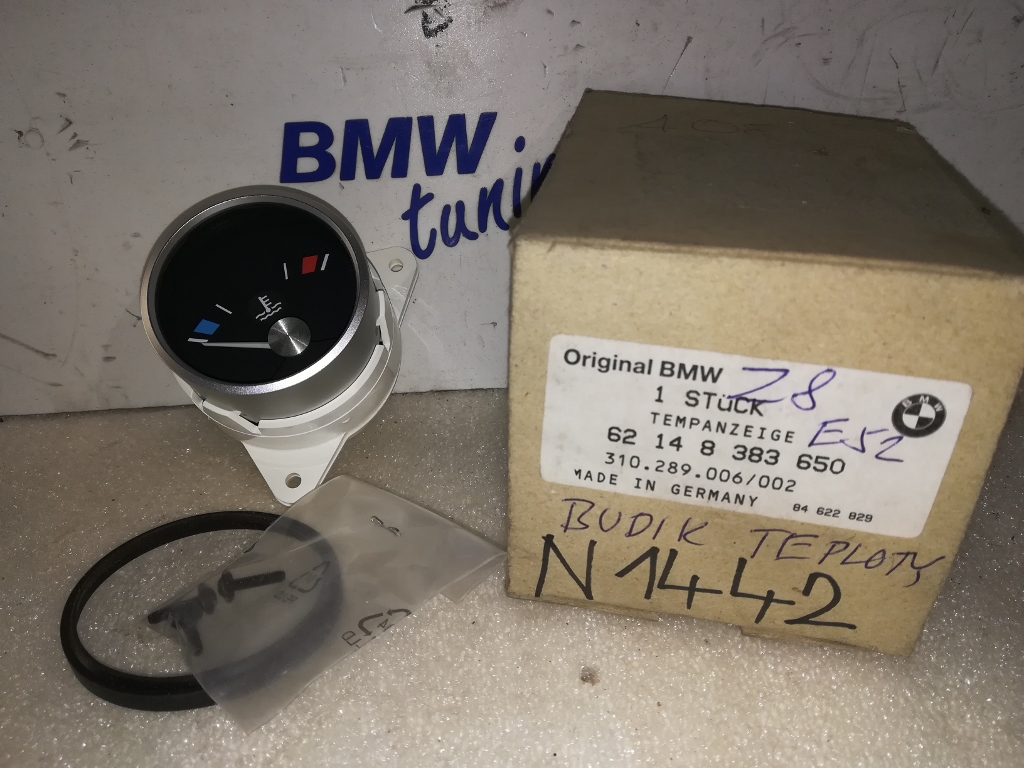 BMW
Original BMW
Z8
1 STÜCK
TEMPANZEIGE
E52
62 14 8 383 650
310.289.006/002
MADE IN GERMANY
84 622 829
BMW
BUDIK TEPLOTY
N1442